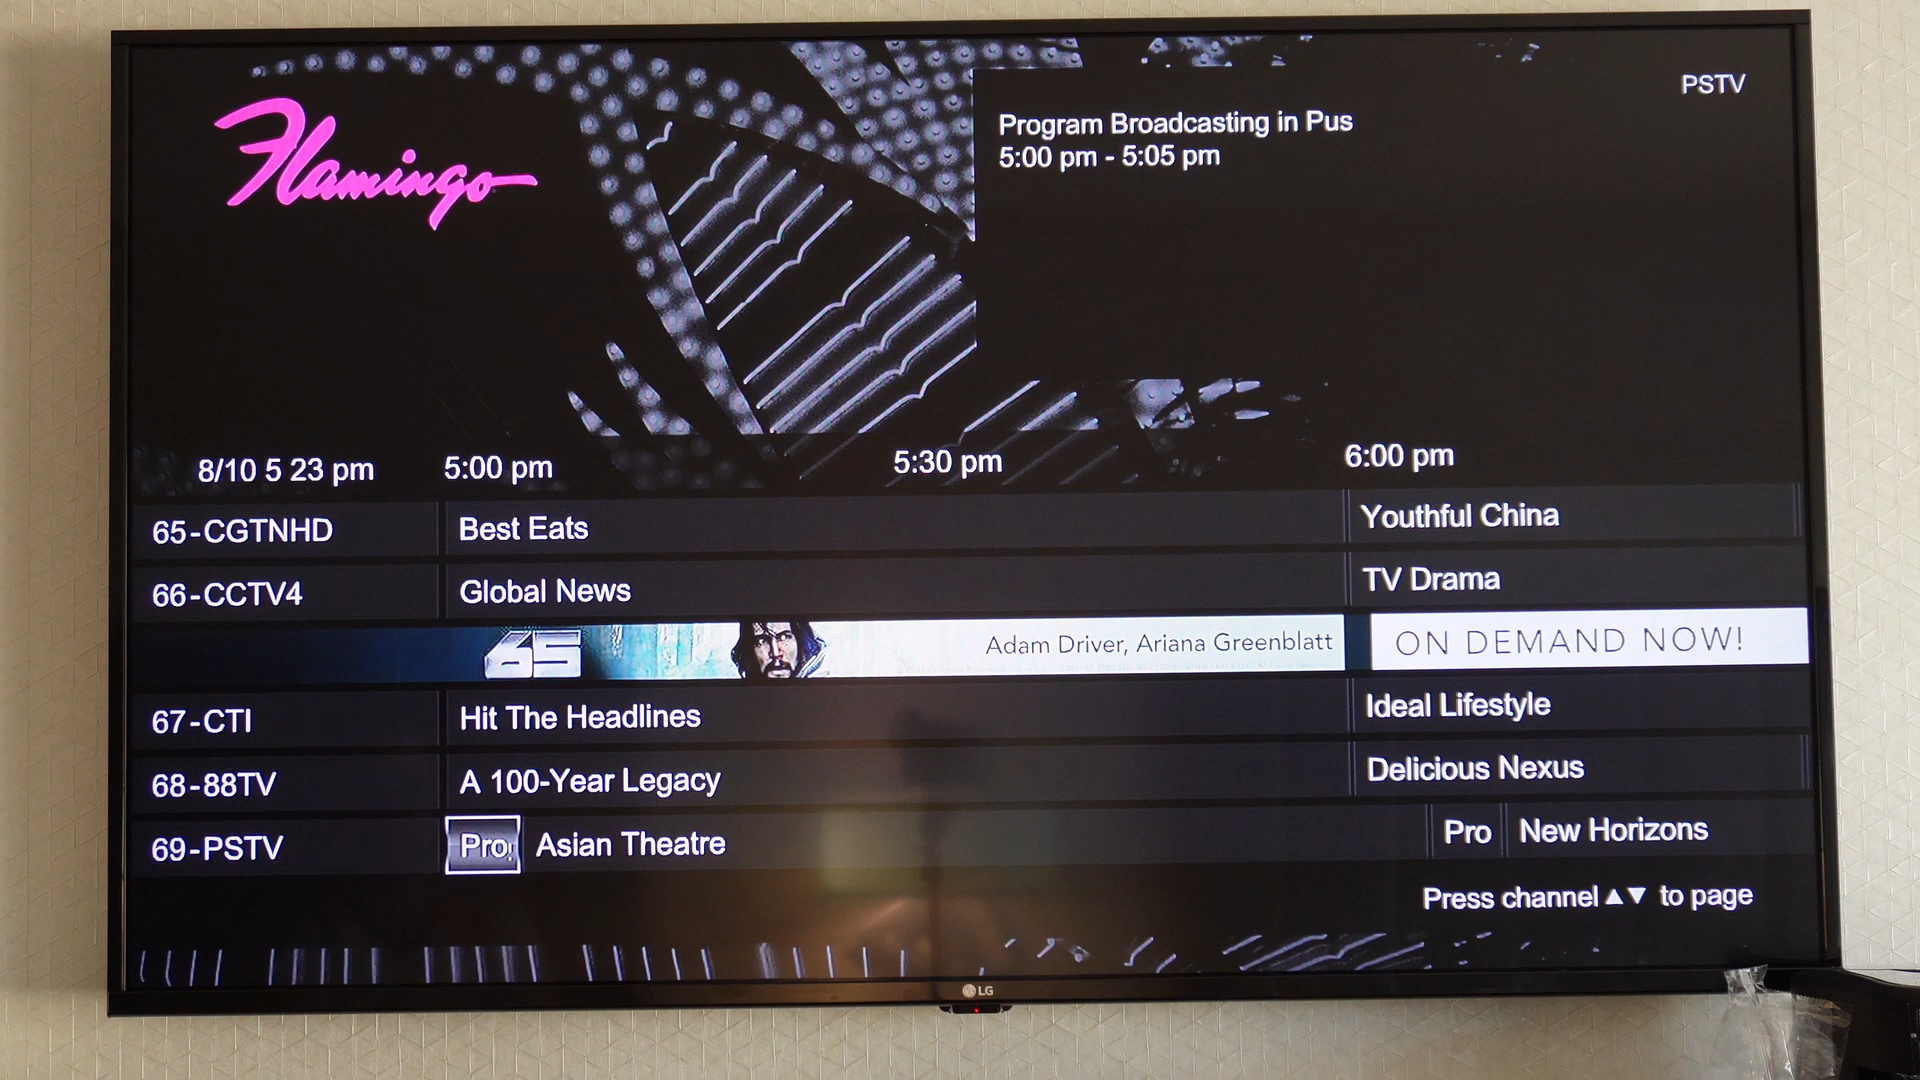 Flamingo
PSTV
Program Broadcasting in Pus
5:00 pm - 5:05 pm
8/10 5 23 pm 5:00 pm 5:30 pm 6:00 pm
65-CGTNHD Best Eats Youthful China
66-CCTV4 Global News TV Drama
65 Adam Driver, Ariana Greenblatt ON DEMAND NOW!
67-CTI Hit The Headlines Ideal Lifestyle
68-88TV A 100-Year Legacy Delicious Nexus
69-PSTV Pro Asian Theatre Pro New Horizons
Press channel ▲▼ to page
LG